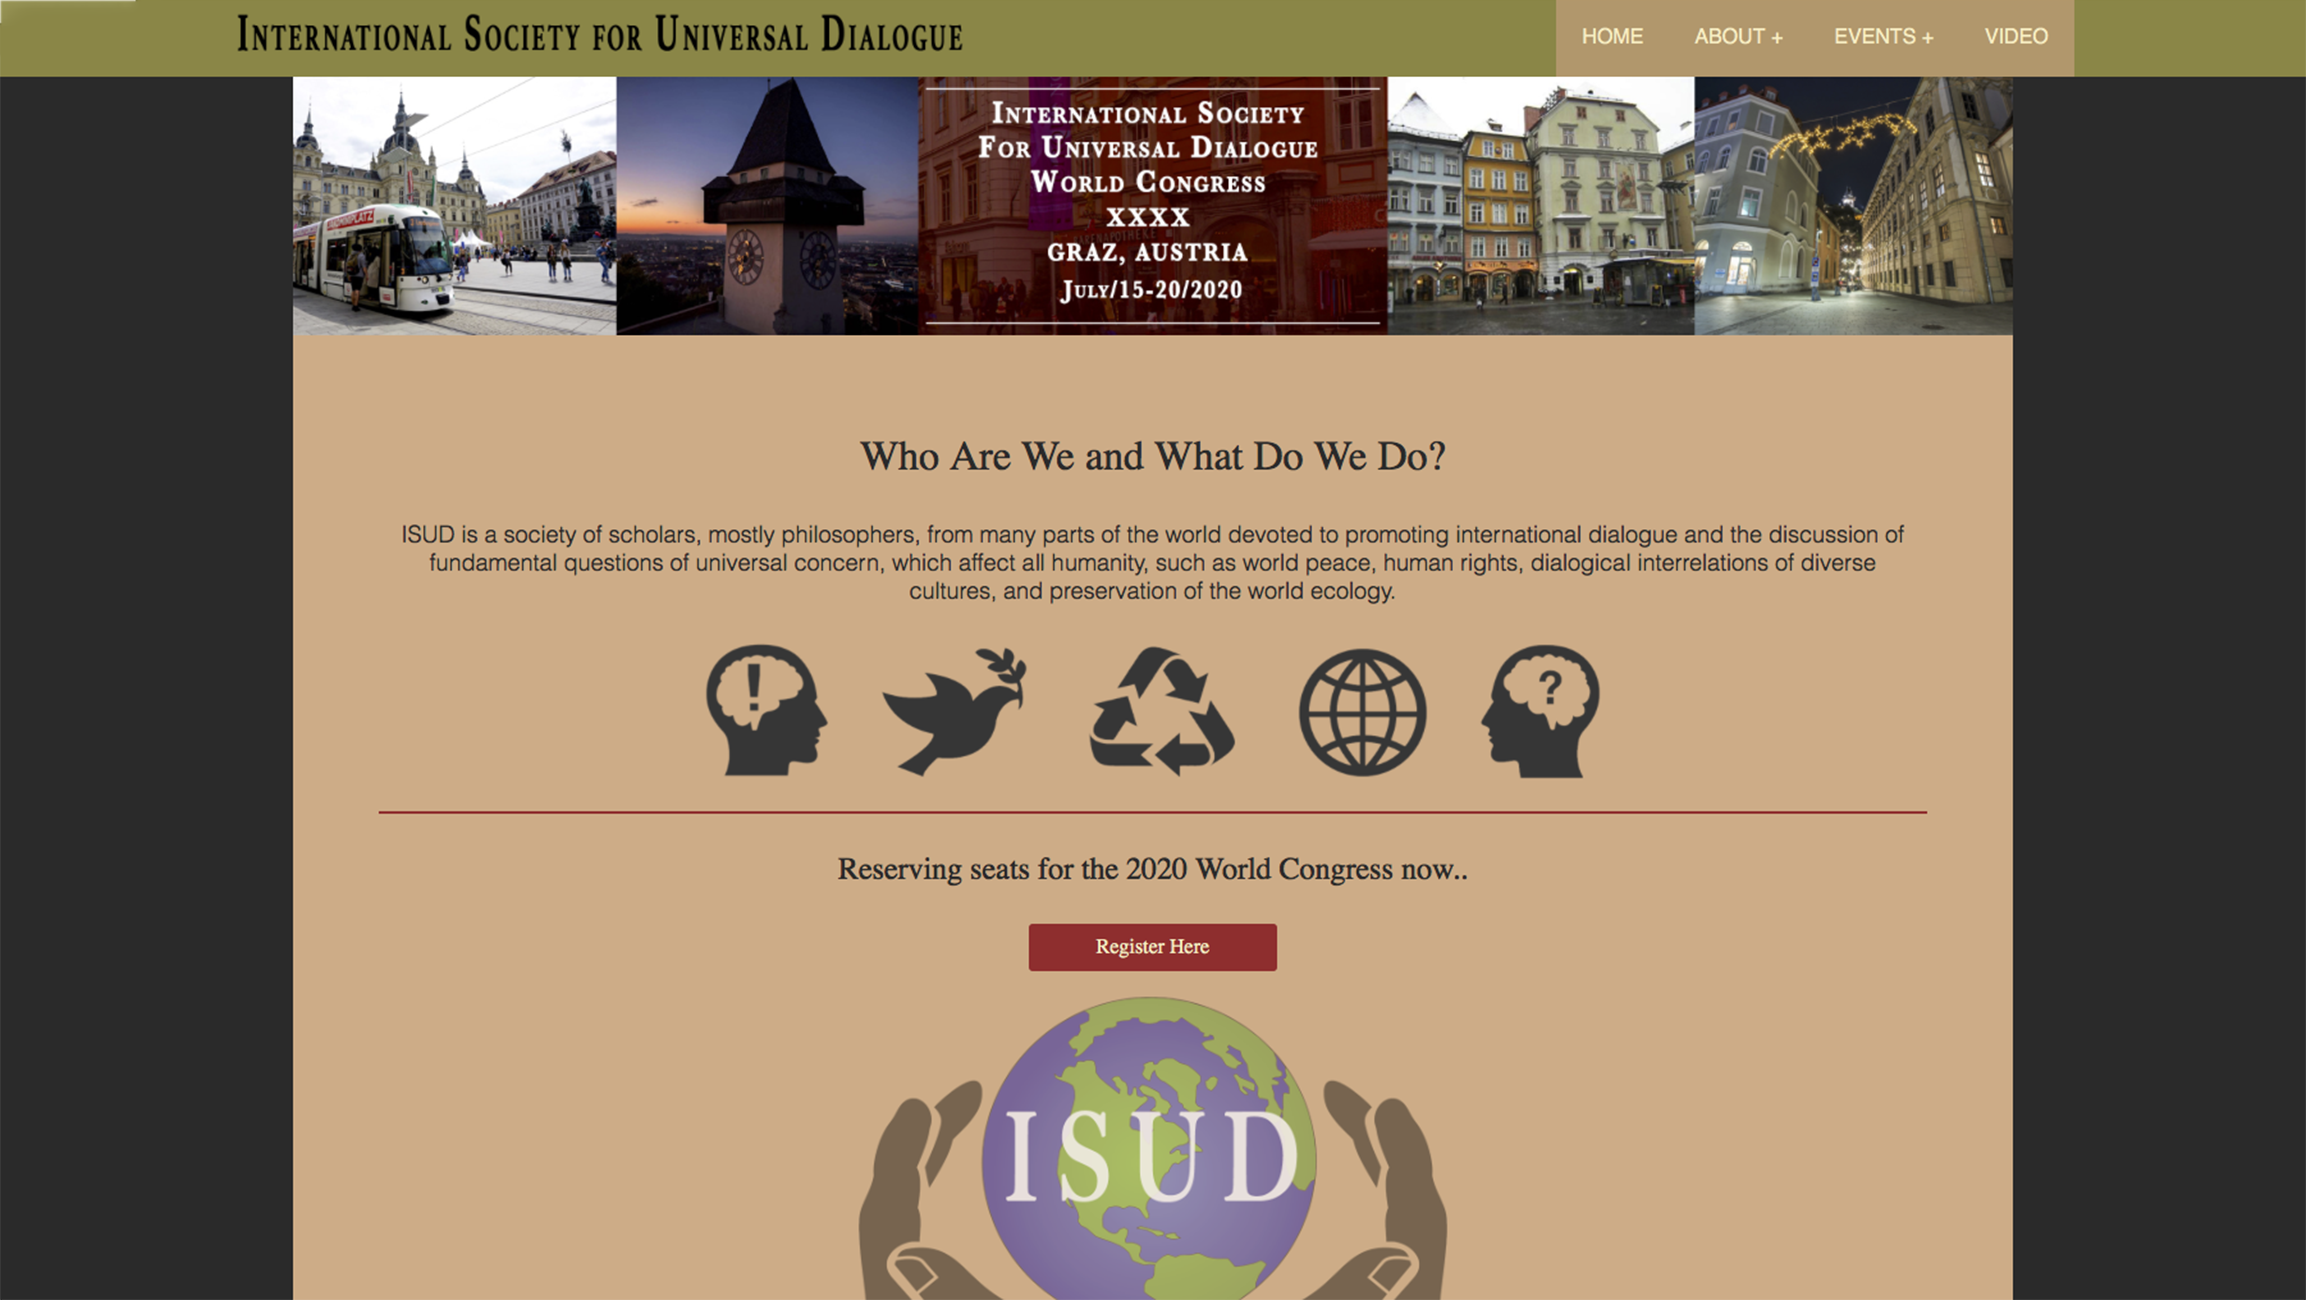 INTERNATIONAL SOCIETY FOR UNIVERSAL DIALOGUE
HOME ABOUT + EVENTS + VIDEO
INTERNATIONAL SOCIETY
FOR UNIVERSAL DIALOGUE
WORLD CONGRESS
XXXX
GRAZ, AUSTRIA
JULY/15-20/2020
Who Are We and What Do We Do?
ISUD is a society of scholars, mostly philosophers, from many parts of the world devoted to promoting international dialogue and the discussion of
fundamental questions of universal concern, which affect all humanity, such as world peace, human rights, dialogical interrelations of diverse
cultures, and preservation of the world ecology.
!
?
Reserving seats for the 2020 World Congress now..
Register Here
ISUD